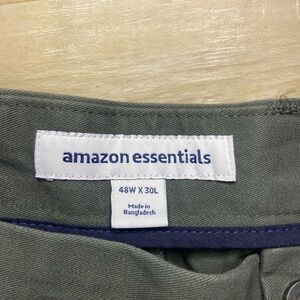 amazon essentials
48W X 30L
Made in
Bangladesh